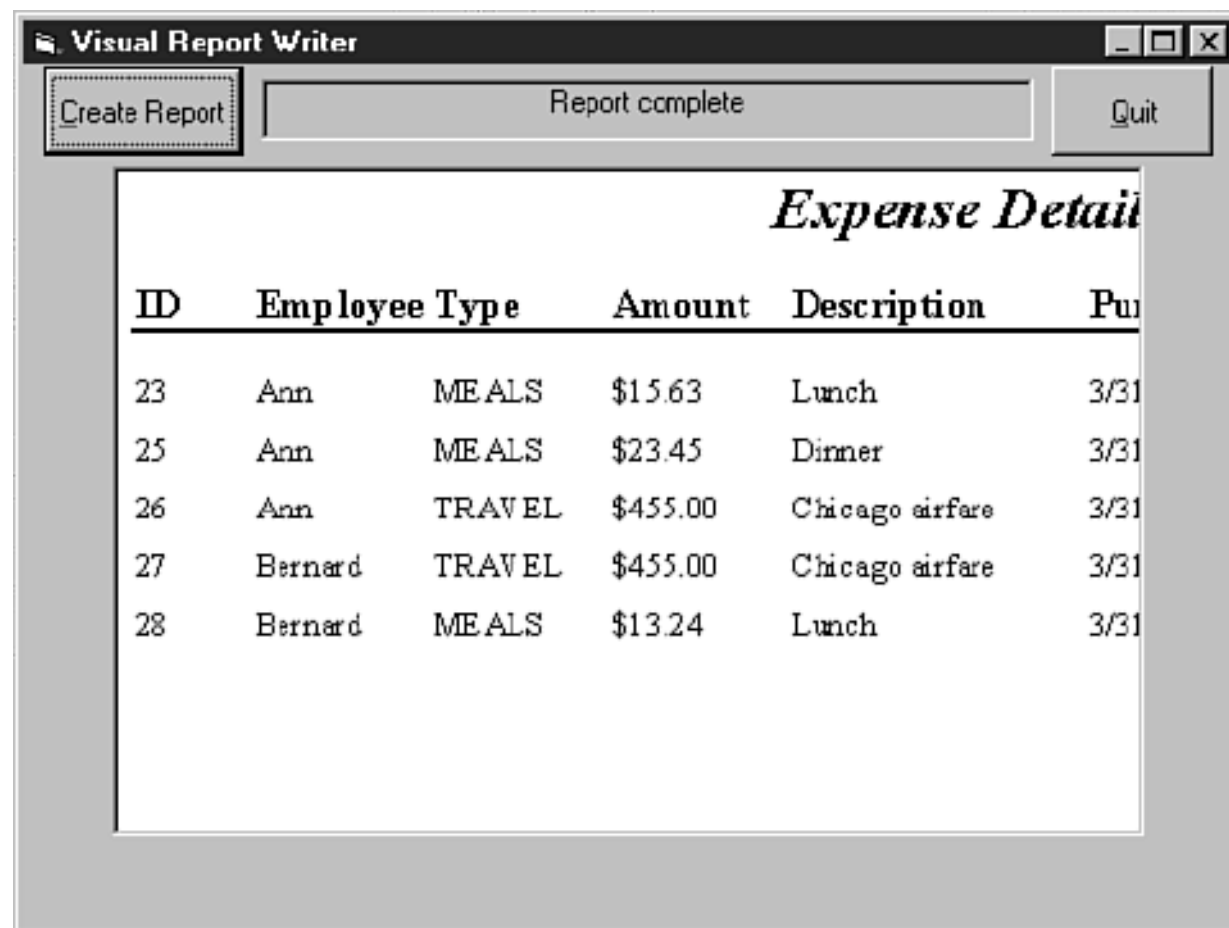 Visual Report Writer
Create Report Report complete Quit
Expense Detail
ID Employee Type Amount Description Pur
23 Ann MEALS $15.63 Lunch 3/31
25 Ann MEALS $23.45 Dinner 3/31
26 Ann TRAVEL $455.00 Chicago airfare 3/31
27 Bernard TRAVEL $455.00 Chicago airfare 3/31
28 Bernard MEALS $13.24 Lunch 3/31